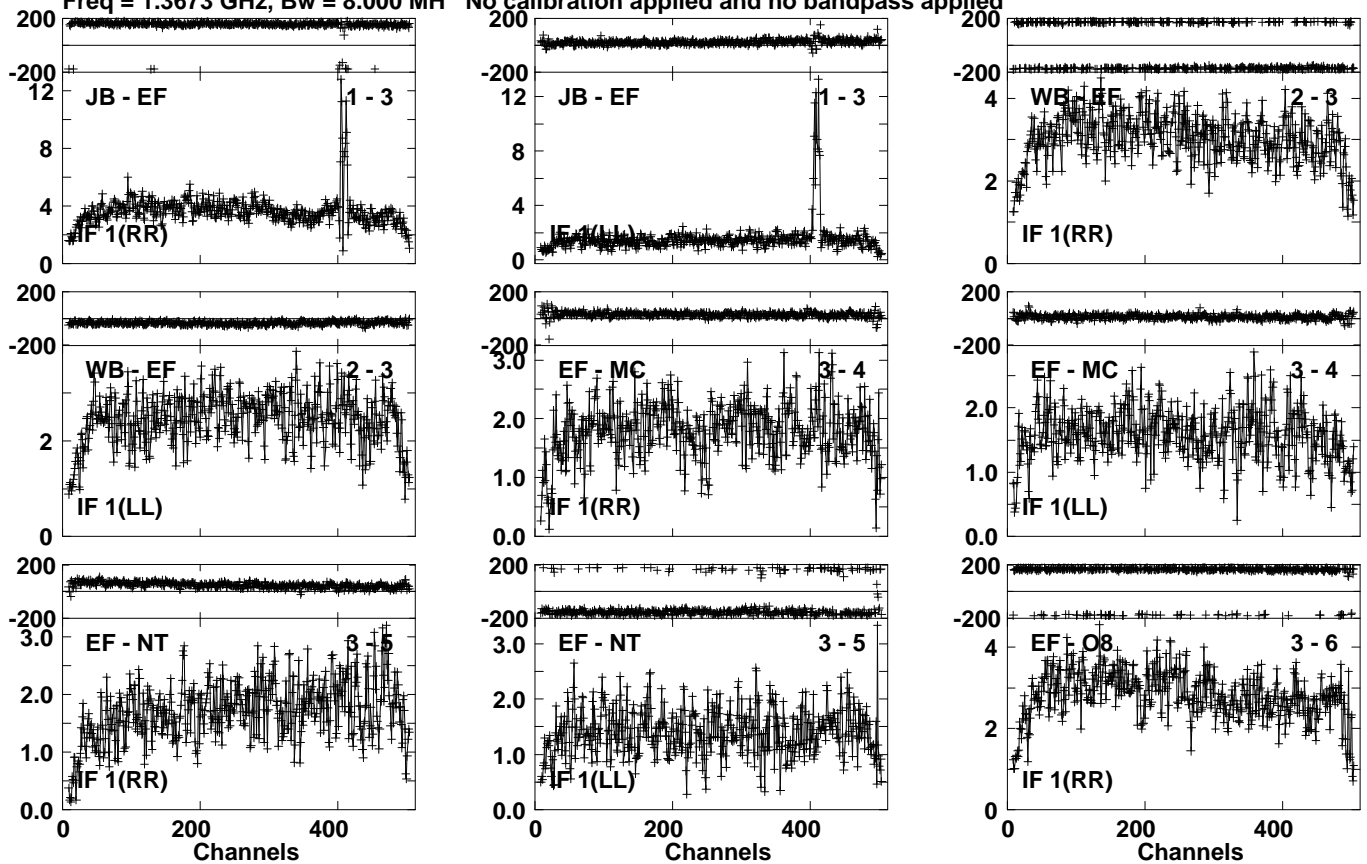 Freq = 1.3673 GHz, Bw = 8.000 MH No calibration applied and no bandpass applied
200 200
-200 -200
12 JB - EF 1 - 3 12 JB - EF 1 - 3 4 WB - EF 2 - 3
8 8
4 4 2
IF 1(RR) IF 1(LL) IF 1(RR)
0 0 0
200 200 200
-200 -200 -200
WB - EF 2 - 3 3.0 EF - MC 3 - 4 EF - MC 3 - 4
2.0 2.0
2 1.0 1.0
IF 1(LL) IF 1(RR) IF 1(LL)
0 0.0 0.0
200 200 200
-200 -200 -200
3.0 EF - NT 3 - 5 3.0 EF - NT 3 - 5 4 EF - O8 3 - 6
2.0 2.0 2
1.0 1.0
IF 1(RR) IF 1(LL) IF 1(RR)
0.0 0.0 0
0 200 400 0 200 400 0 200 400
Channels Channels Channels